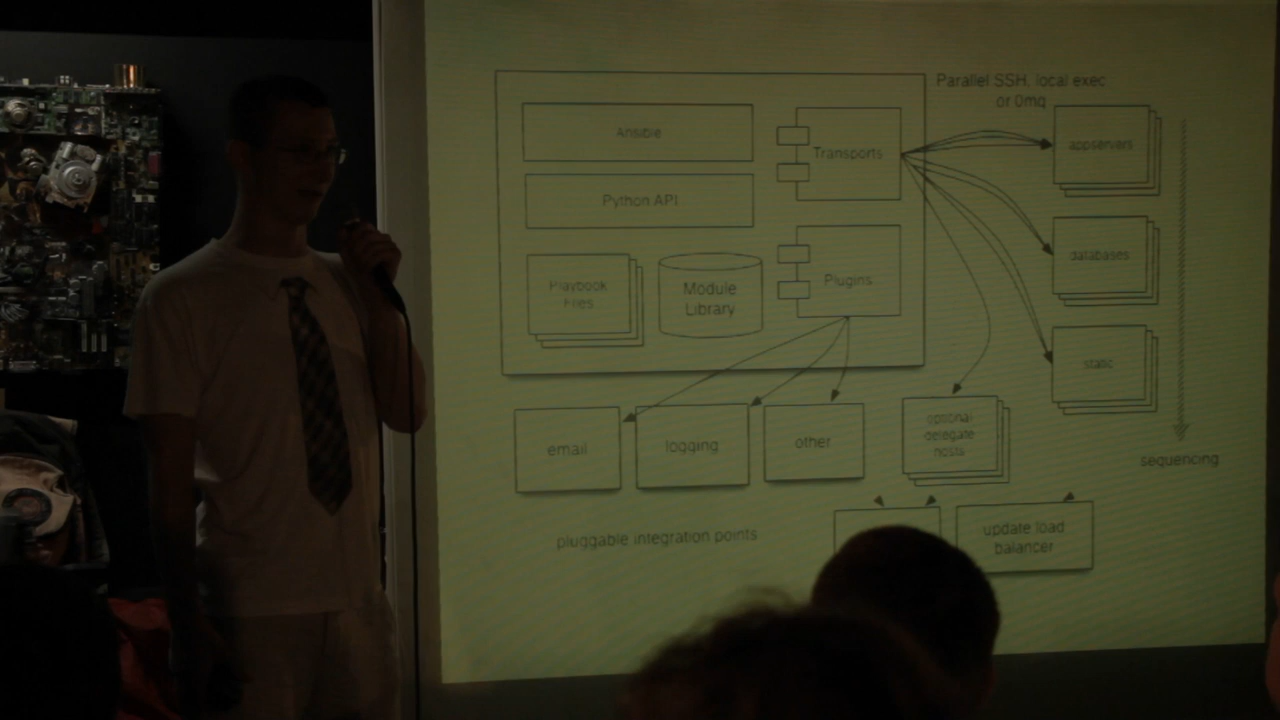 Parallel SSH, local exec
or 0mq
Ansible
Transports
appservers
Python API
databases
Playbook
Files
Module
Library
Plugins
static
email
logging
other
optional
delegate
hosts
sequencing
pluggable integration points
update load
balancer